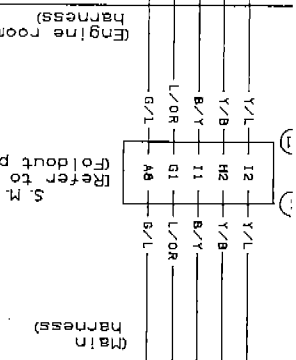 (Main
harness)
Y/L
Y/B
B/Y
L/OR
G/L
S. M.
[Refer to
(Foldout p
I2
H2
I1
G1
A8
Y/L
Y/B
B/Y
L/OR
G/L
(Engine room
harness)